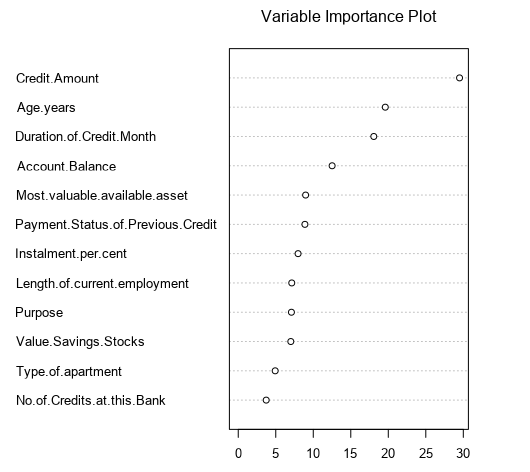 Variable Importance Plot
Credit.Amount
Age.years
Duration.of.Credit.Month
Account.Balance
Most.valuable.available.asset
Payment.Status.of.Previous.Credit
Instalment.per.cent
Length.of.current.employment
Purpose
Value.Savings.Stocks
Type.of.apartment
No.of.Credits.at.this.Bank
0 5 10 15 20 25 30